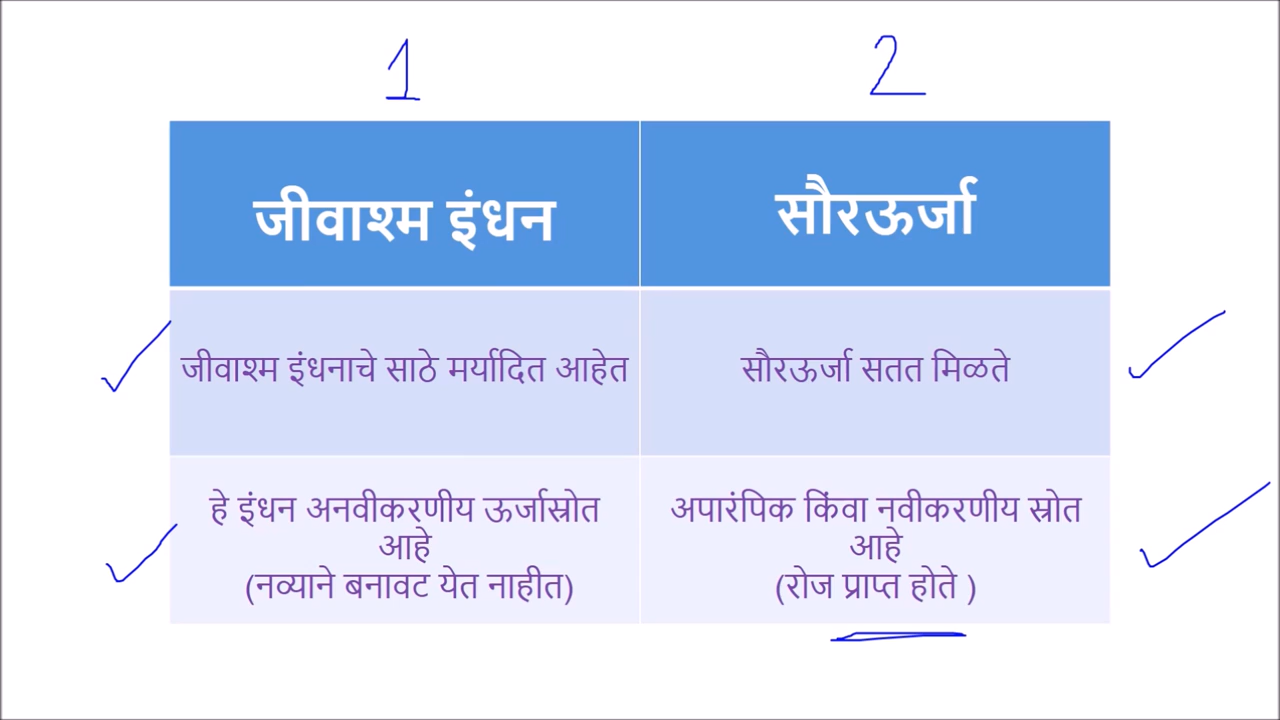 1
2
जीवाश्म इंधन
सौरऊर्जा
जीवाश्म इंधनाचे साठे मर्यादित आहेत
सौरऊर्जा सतत मिळते
हे इंधन अनवीकरणीय ऊर्जास्रोत
आहे
(नव्याने बनावट येत नाहीत)
अपारंपिक किंवा नवीकरणीय स्रोत
आहे
(रोज प्राप्त होते )